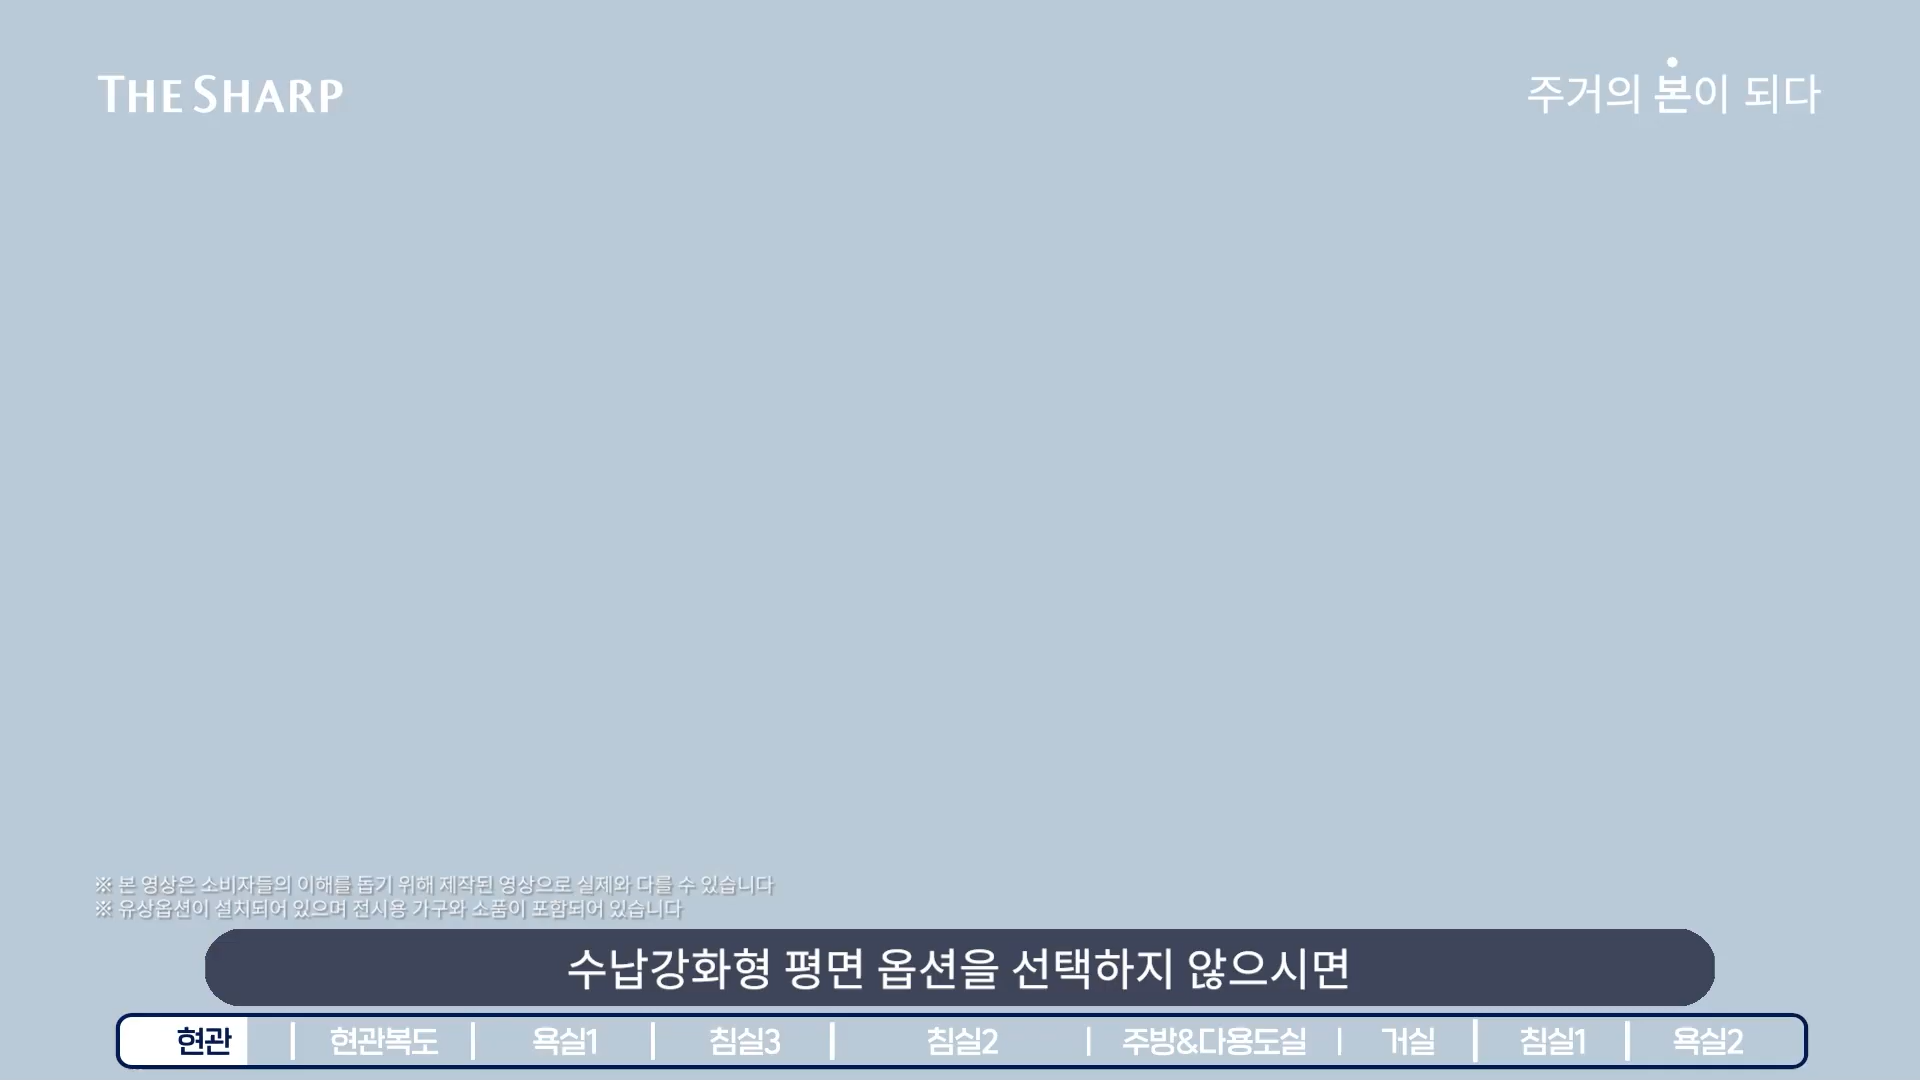 THE SHARP
주거의 본이 되다
※ 본 영상은 소비자들의 이해를 돕기 위해 제작된 영상으로 실제와 다를 수 있습니다
※ 유상옵션이 설치되어 있으며 전시용 가구와 소품이 포함되어 있습니다
수납강화형 평면 옵션을 선택하지 않으시면
현관 | 현관복도 | 욕실1 | 침실3 | 침실2 | 주방&다용도실 | 거실 | 침실1 | 욕실2